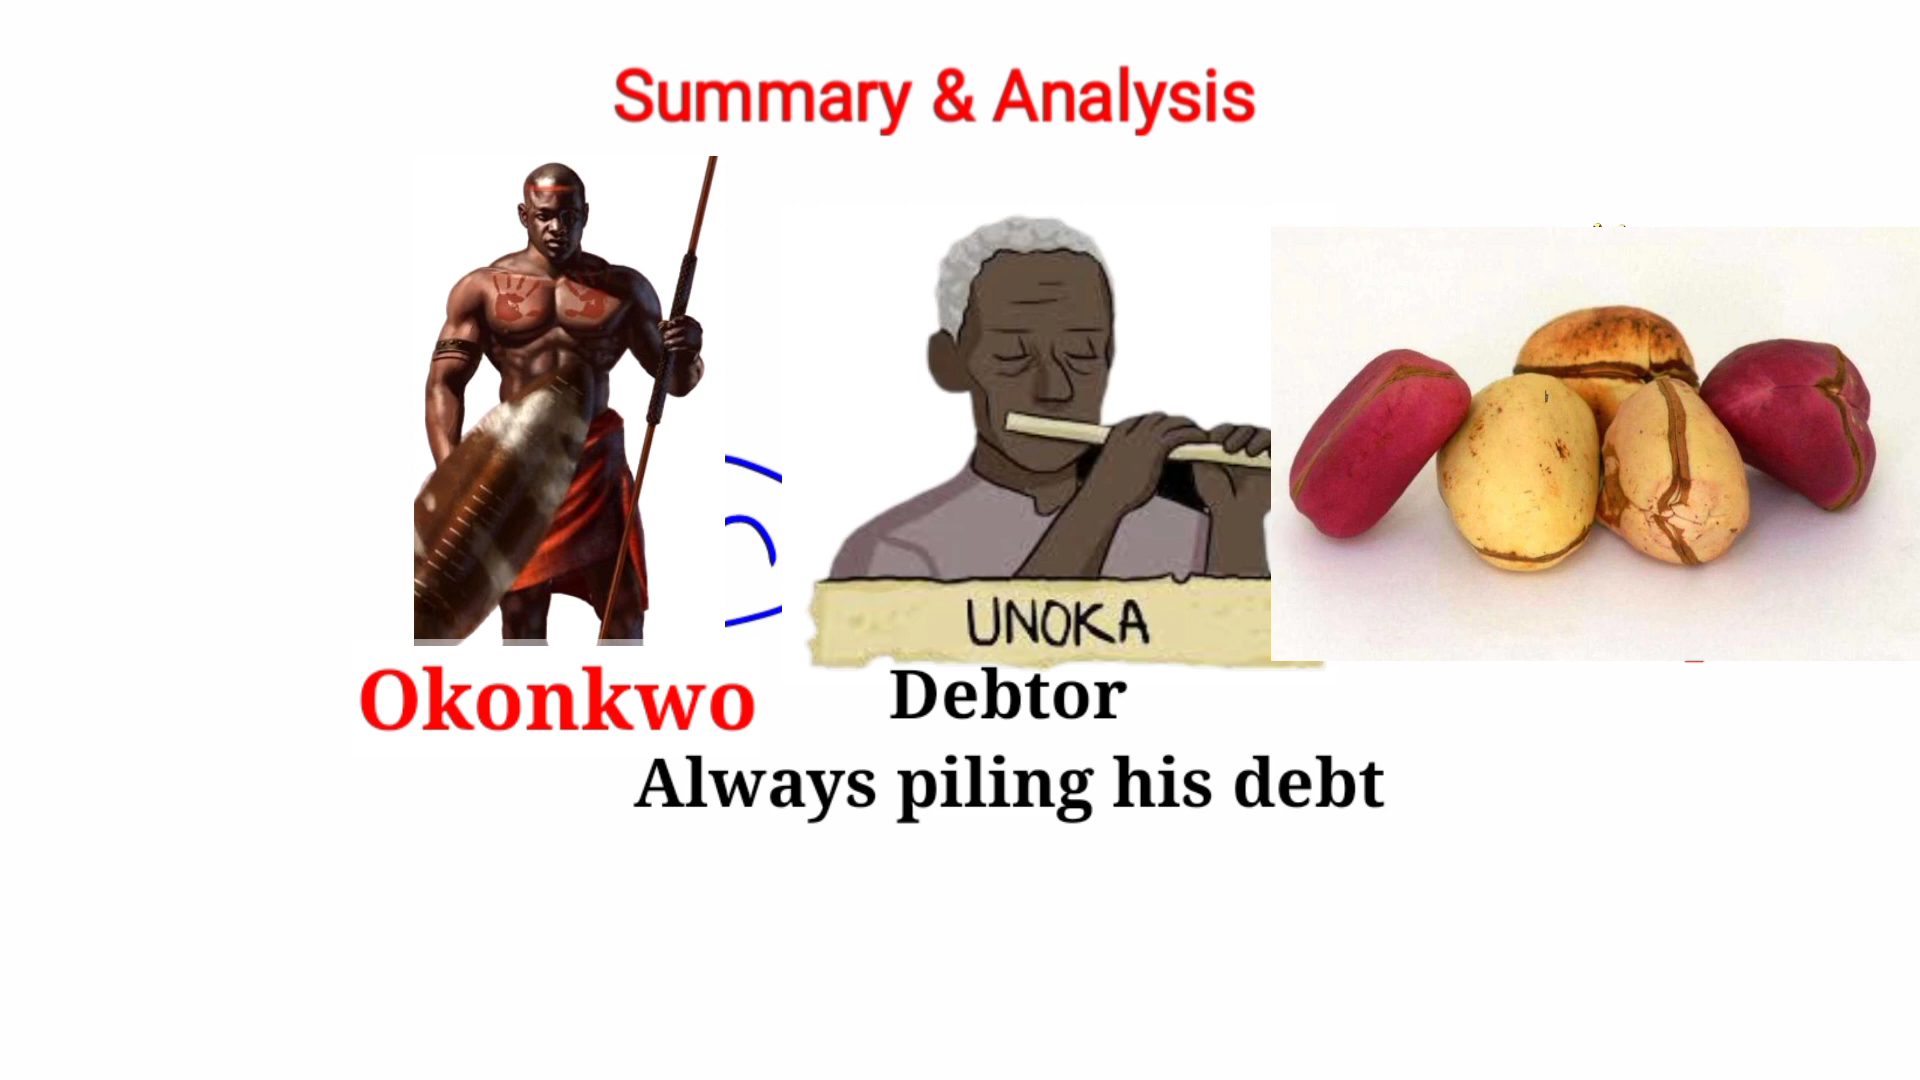 Summary & Analysis
UNOKA
Okonkwo
Debtor
Always piling his debt